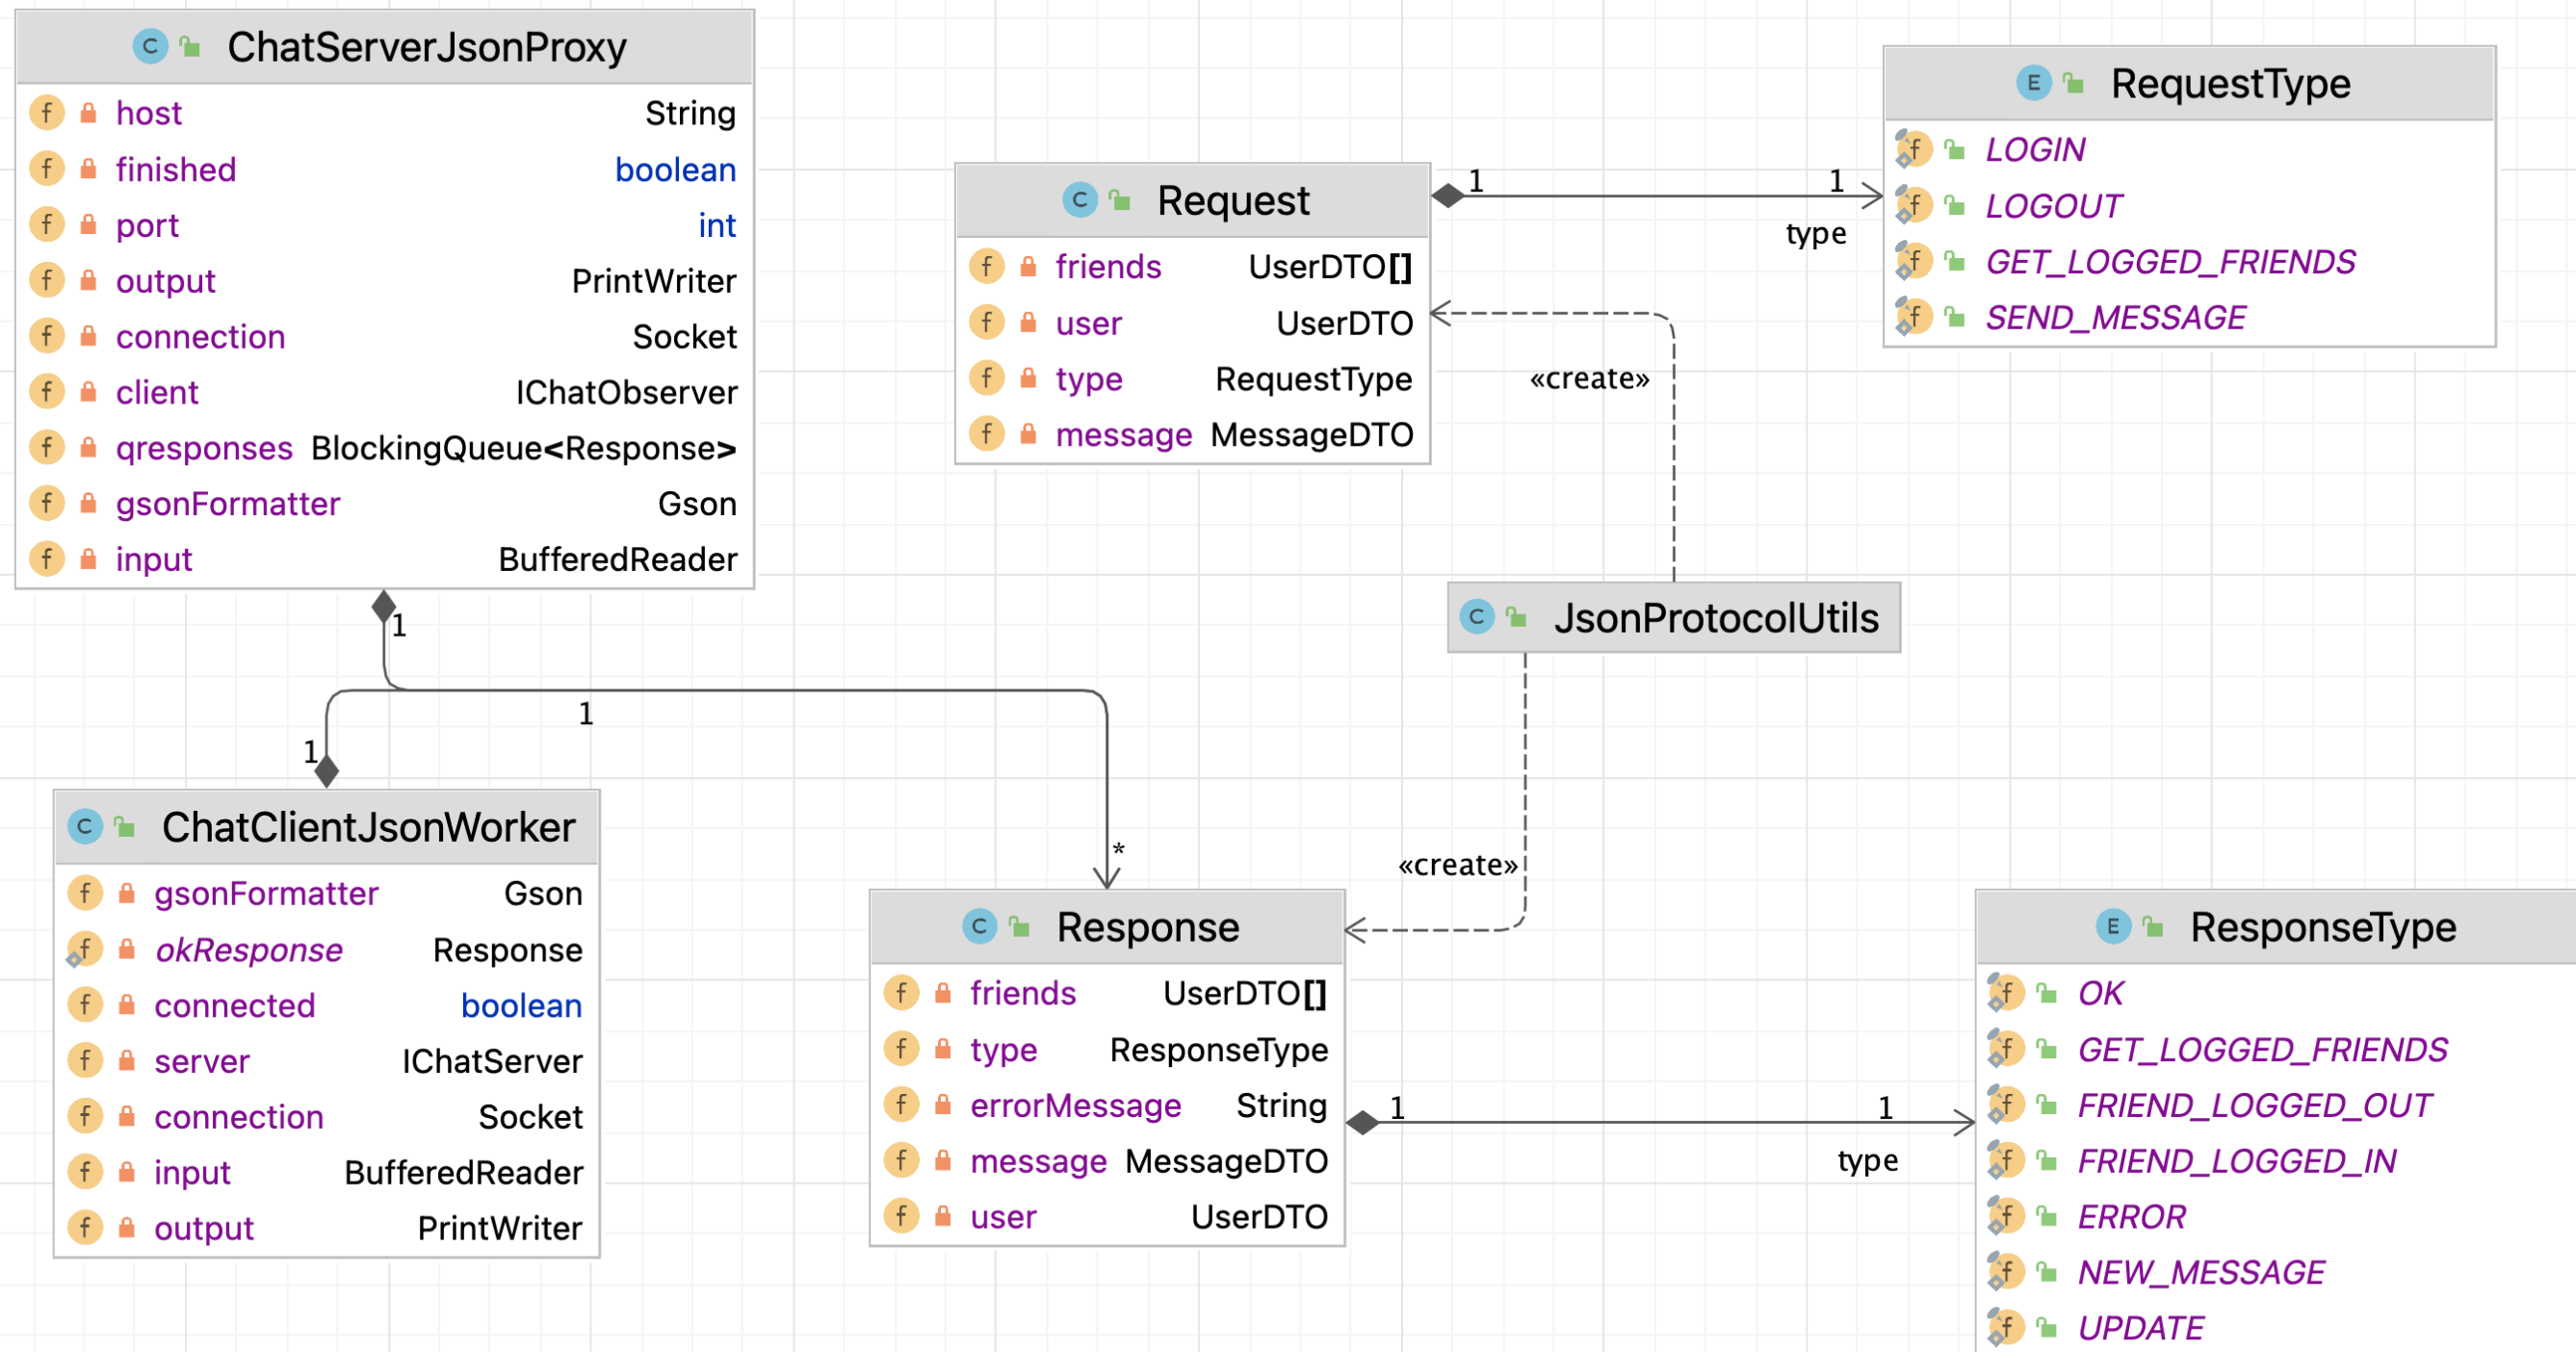 ChatServerJsonProxy
host String
finished boolean
port int
output PrintWriter
connection Socket
client IChatObserver
qresponses BlockingQueue<Response>
gsonFormatter Gson
input BufferedReader
1
1
1
*
ChatClientJsonWorker
gsonFormatter Gson
okResponse Response
connected boolean
server IChatServer
connection Socket
input BufferedReader
output PrintWriter
Request
friends UserDTO[]
user UserDTO
type RequestType
message MessageDTO
1
1
type
RequestType
LOGIN
LOGOUT
GET_LOGGED_FRIENDS
SEND_MESSAGE
«create»
JsonProtocolUtils
«create»
Response
friends UserDTO[]
type ResponseType
errorMessage String
message MessageDTO
user UserDTO
1
1
type
ResponseType
OK
GET_LOGGED_FRIENDS
FRIEND_LOGGED_OUT
FRIEND_LOGGED_IN
ERROR
NEW_MESSAGE
UPDATE